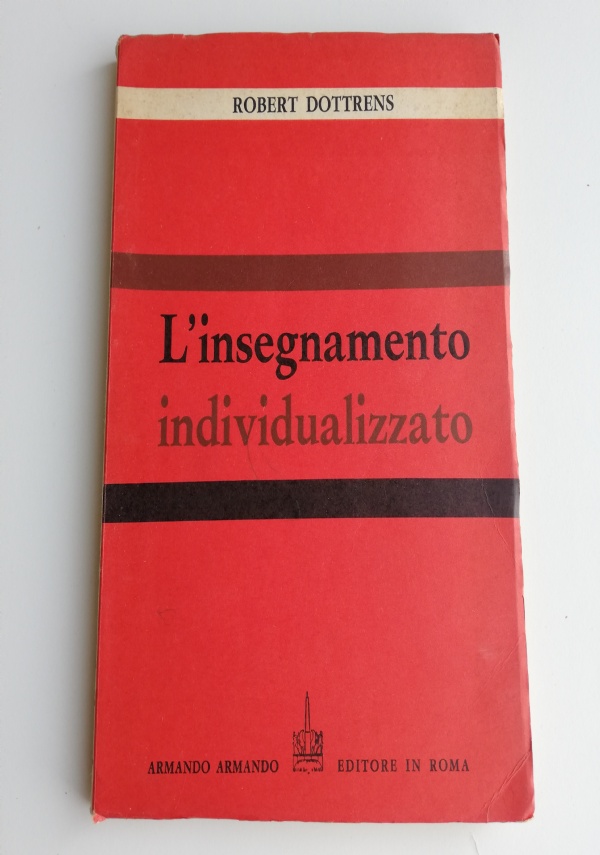 ROBERT DOTTRENS
L'insegnamento
individualizzato
ARMANDO ARMANDO EDITORE IN ROMA